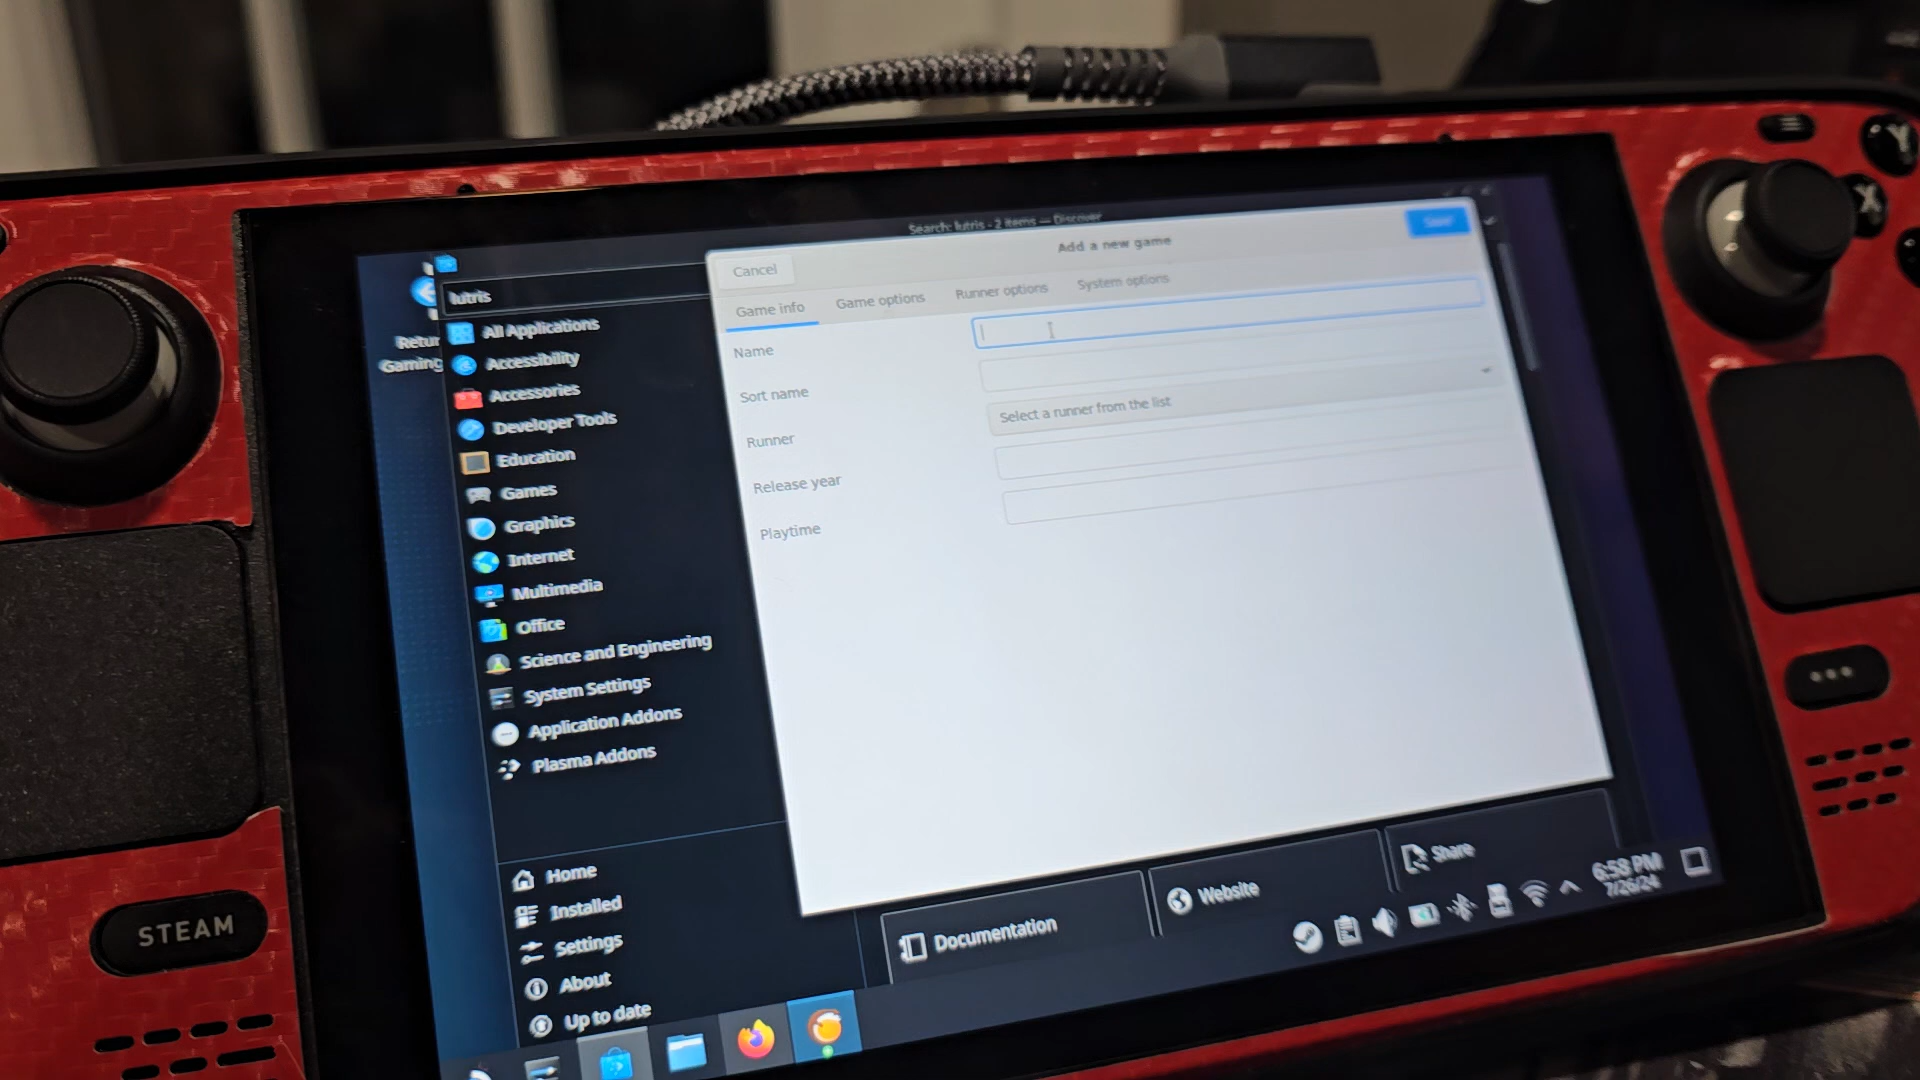 Search: lutris - 2 items — Discover
Add a new game
Cancel
Game info
Game options
Runner options
System options
Name
Sort name
Runner
Select a runner from the list
Release year
Playtime
lutris
All Applications
Accessibility
Accessories
Developer Tools
Education
Games
Graphics
Internet
Multimedia
Office
Science and Engineering
System Settings
Application Addons
Plasma Addons
Home
Installed
Settings
About
Up to date
Documentation
Website
Share
6:58 PM
7/26/24
STEAM
Y
X